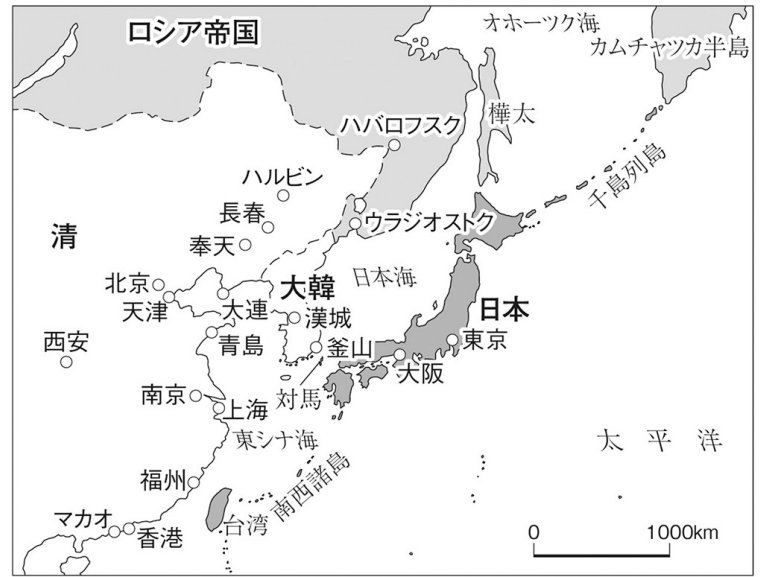 オホーツク海
ロシア帝国
カムチャツカ半島
樺太
ハバロフスク
千島列島
ハルビン
長春
ウラジオストク
清
奉天
北京
大韓
日本海
天津
大連
漢城
日本
青島
釜山
東京
西安
大阪
南京
対馬
上海
東シナ海
太平洋
福州
南西諸島
マカオ
台湾
香港
0 1000km